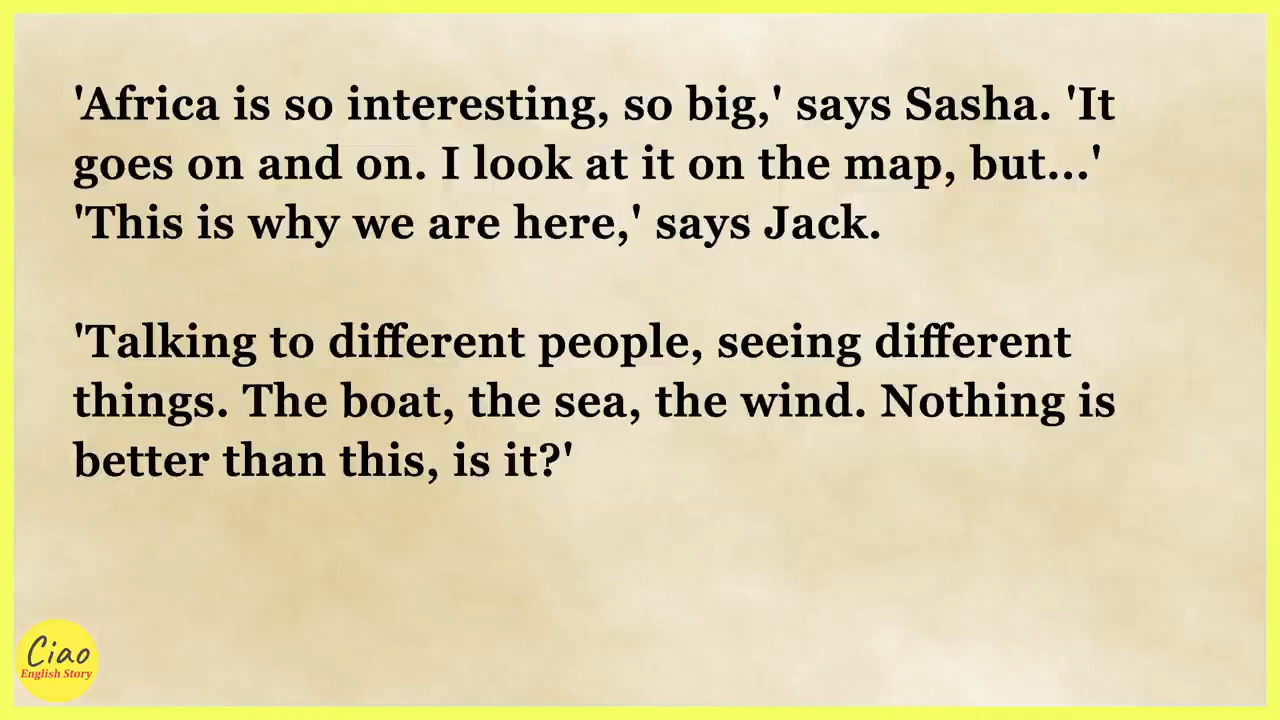 'Africa is so interesting, so big,' says Sasha. 'It
goes on and on. I look at it on the map, but...'
'This is why we are here,' says Jack.
'Talking to different people, seeing different
things. The boat, the sea, the wind. Nothing is
better than this, is it?'
Ciao
English Story